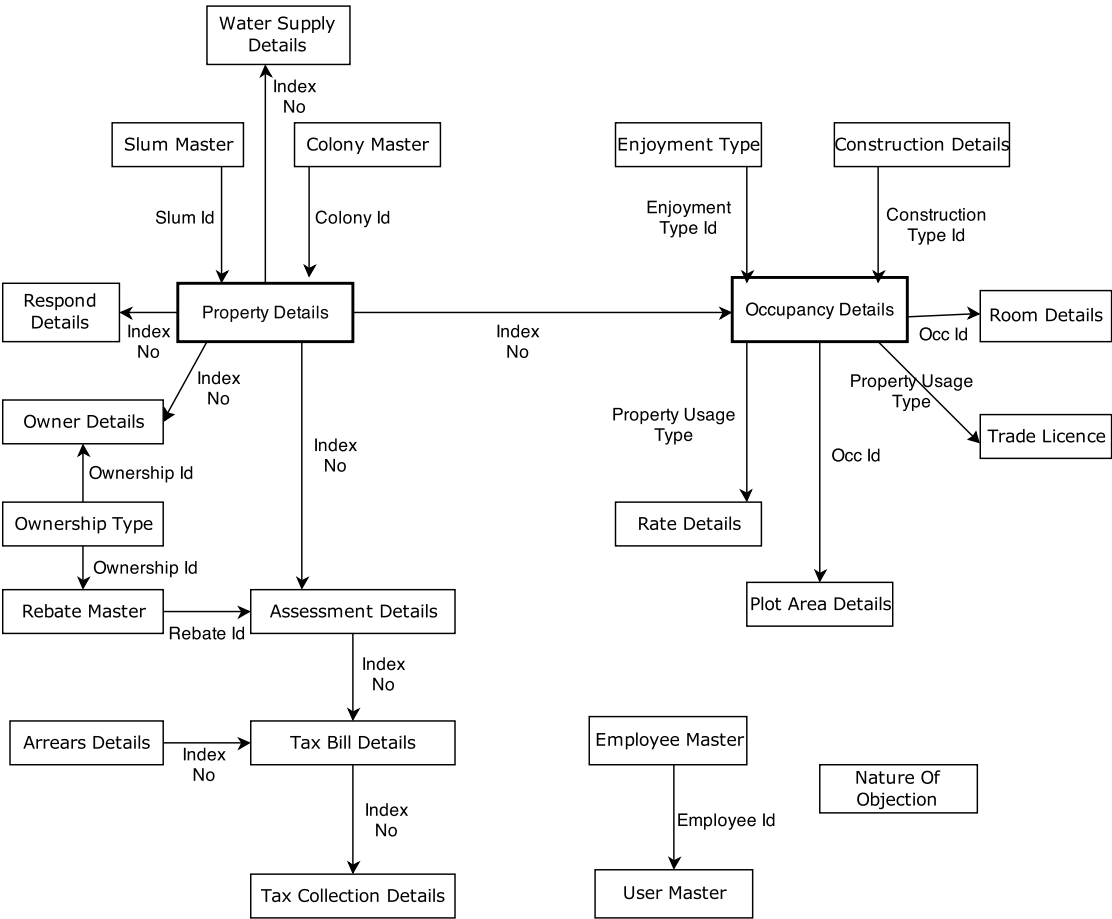 Water Supply
Details
Index
No
Slum Master
Colony Master
Enjoyment Type
Construction Details
Slum Id
Colony Id
Enjoyment
Type Id
Construction
Type Id
Respond
Details
Property Details
Occupancy Details
Room Details
Index
No
Index
No
Occ Id
Index
No
Property Usage
Type
Owner Details
Property Usage
Type
Trade Licence
Index
No
Occ Id
Ownership Id
Ownership Type
Rate Details
Ownership Id
Rebate Master
Assessment Details
Plot Area Details
Rebate Id
Index
No
Arrears Details
Tax Bill Details
Employee Master
Index
No
Nature Of
Objection
Index
No
Employee Id
Tax Collection Details
User Master